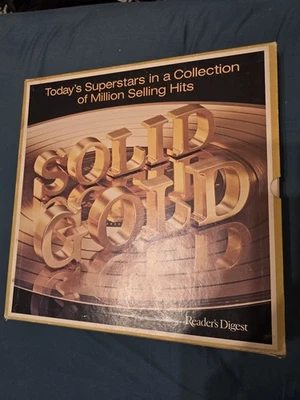 Today's Superstars in a Collection
of Million Selling Hits
SOLID
GOLD
Reader's Digest